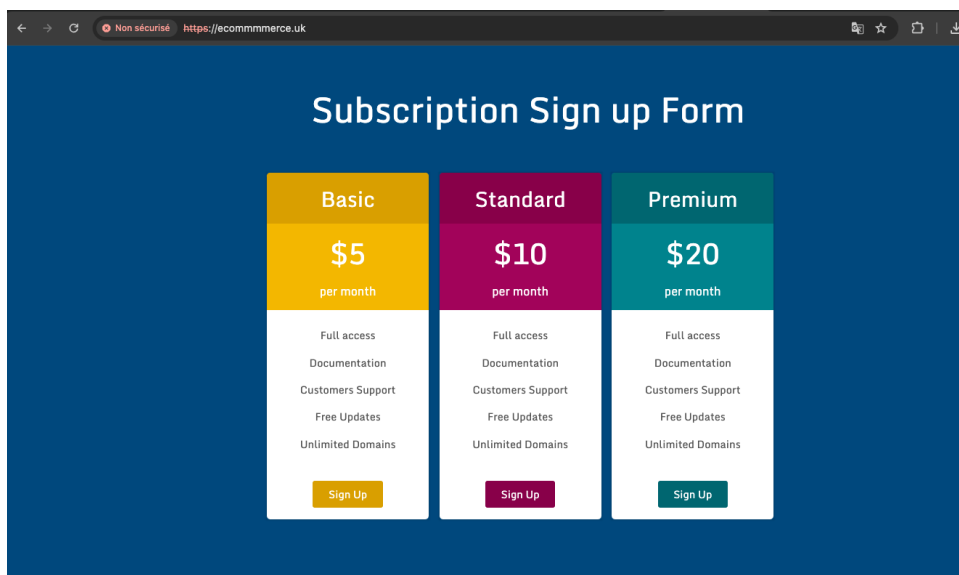 Non sécurisé https://ecommmmerce.uk
Subscription Sign up Form
Basic
$5
per month
Full access
Documentation
Customers Support
Free Updates
Unlimited Domains
Sign Up
Standard
$10
per month
Full access
Documentation
Customers Support
Free Updates
Unlimited Domains
Sign Up
Premium
$20
per month
Full access
Documentation
Customers Support
Free Updates
Unlimited Domains
Sign Up